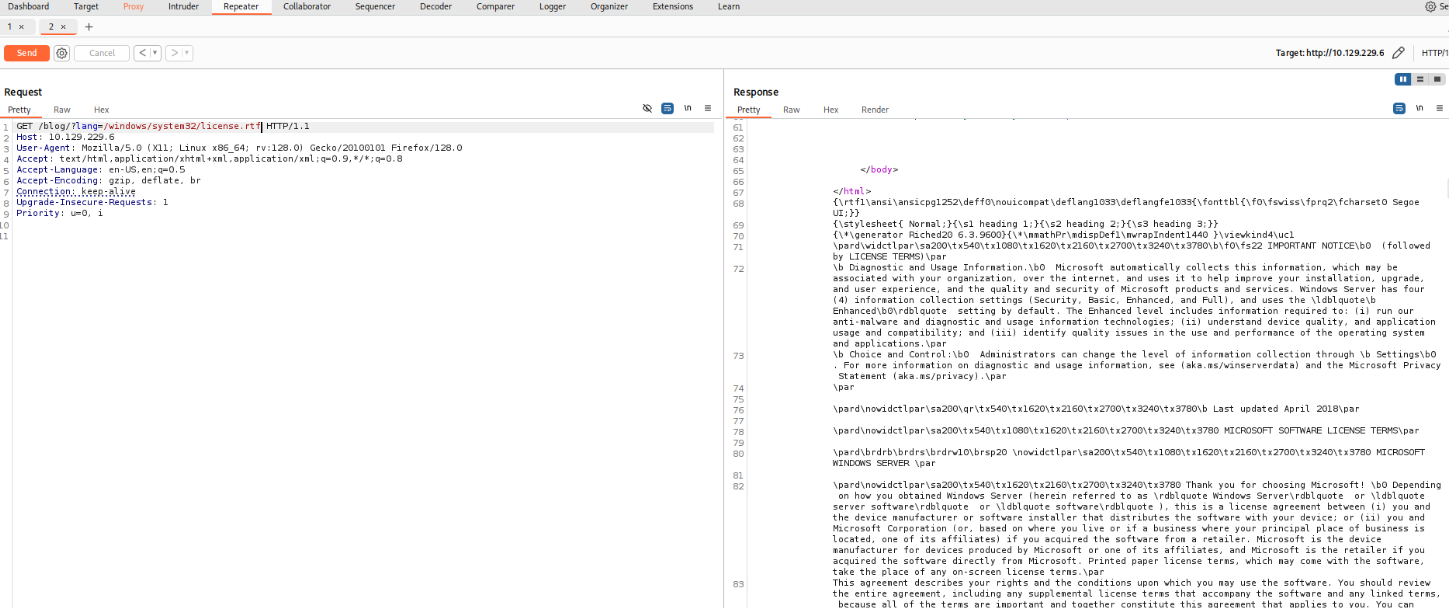 Dashboard Target Proxy Intruder Repeater Collaborator Sequencer Decoder Comparer Logger Organizer Extensions Learn Se
1 × 2 × +
Send Cancel < > Target: http://10.129.229.6 HTTP/1
Request
Pretty Raw Hex \n
1 GET /blog/?lang=/windows/system32/license.rtf HTTP/1.1
2 Host: 10.129.229.6
3 User-Agent: Mozilla/5.0 (X11; Linux x86_64; rv:128.0) Gecko/20100101 Firefox/128.0
4 Accept: text/html,application/xhtml+xml,application/xml;q=0.9,*/*;q=0.8
5 Accept-Language: en-US,en;q=0.5
6 Accept-Encoding: gzip, deflate, br
7 Connection: keep-alive
8 Upgrade-Insecure-Requests: 1
9 Priority: u=0, i
10
11
Response
Pretty Raw Hex Render \n
61
62
63
64
65 </body>
66
67 </html>
68 {\rtf1\ansi\ansicpg1252\deff0\nouicompat\deflang1033\deflangfe1033{\fonttbl{\f0\fswiss\fprq2\fcharset0 Segoe
UI;}}
69 {\stylesheet{ Normal;}{\s1 heading 1;}{\s2 heading 2;}{\s3 heading 3;}}
70 {\*\generator Riched20 6.3.9600}{\*\mmathPr\mdispDef1\mwrapIndent1440 }\viewkind4\uc1
71 \pard\widctlpar\sa200\tx540\tx1080\tx1620\tx2160\tx2700\tx3240\tx3780\b\f0\fs22 IMPORTANT NOTICE\b0  (followed
by LICENSE TERMS)\par
72 \b Diagnostic and Usage Information.\b0  Microsoft automatically collects this information, which may be
associated with your organization, over the internet, and uses it to help improve your installation, upgrade,
and user experience, and the quality and security of Microsoft products and services. Windows Server has four
(4) information collection settings (Security, Basic, Enhanced, and Full), and uses the \ldblquote\b
Enhanced\b0\rdblquote  setting by default. The Enhanced level includes information required to: (i) run our
anti-malware and diagnostic and usage information technologies; (ii) understand device quality, and application
usage and compatibility; and (iii) identify quality issues in the use and performance of the operating system
and applications.\par
73 \b Choice and Control:\b0  Administrators can change the level of information collection through \b Settings\b0
. For more information on diagnostic and usage information, see (aka.ms/winserverdata) and the Microsoft Privacy
Statement (aka.ms/privacy).\par
74 \par
75
76 \pard\nowidctlpar\sa200\qr\tx540\tx1620\tx2160\tx2700\tx3240\tx3780\b Last updated April 2018\par
77
78 \pard\nowidctlpar\sa200\tx540\tx1080\tx1620\tx2160\tx2700\tx3240\tx3780 MICROSOFT SOFTWARE LICENSE TERMS\par
79
80 \pard\brdrb\brdrs\brdrw10\brsp20 \nowidctlpar\sa200\tx540\tx1080\tx1620\tx2160\tx2700\tx3240\tx3780 MICROSOFT
WINDOWS SERVER \par
81
82 \pard\nowidctlpar\sa200\tx540\tx1620\tx2160\tx2700\tx3240\tx3780 Thank you for choosing Microsoft! \b0 Depending
on how you obtained Windows Server (herein referred to as \rdblquote Windows Server\rdblquote  or \ldblquote
server software\rdblquote  or \ldblquote software\rdblquote ), this is a license agreement between (i) you and
the device manufacturer or software installer that distributes the software with your device; or (ii) you and
Microsoft Corporation (or, based on where you live or if a business where your principal place of business is
located, one of its affiliates) if you acquired the software from a retailer. Microsoft is the device
manufacturer for devices produced by Microsoft or one of its affiliates, and Microsoft is the retailer if you
acquired the software directly from Microsoft. Printed paper license terms, which may come with the software,
take the place of any on-screen license terms.\par
83 This agreement describes your rights and the conditions upon which you may use the software. You should review
the entire agreement, including any supplemental license terms that accompany the software and any linked terms,
because all of the terms are important and together constitute this agreement that applies to you. You can